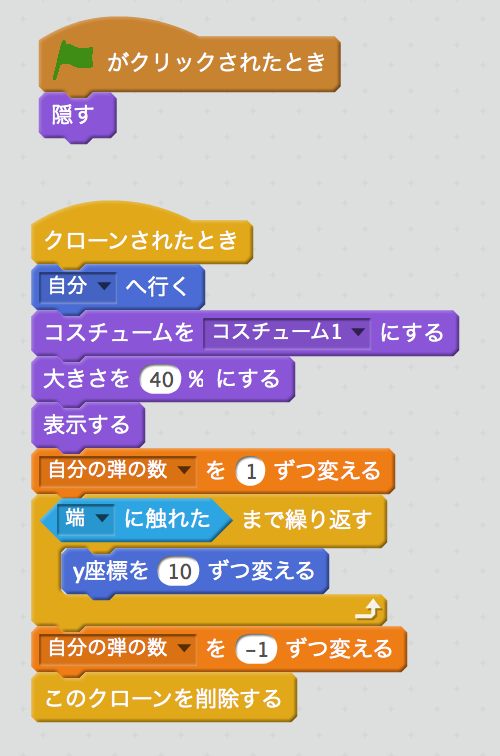 がクリックされたとき
隠す
クローンされたとき
自分 へ行く
コスチュームを コスチューム1 にする
大きさを 40 % にする
表示する
自分の弾の数 を 1 ずつ変える
端 に触れた まで繰り返す
y座標を 10 ずつ変える
自分の弾の数 を -1 ずつ変える
このクローンを削除する